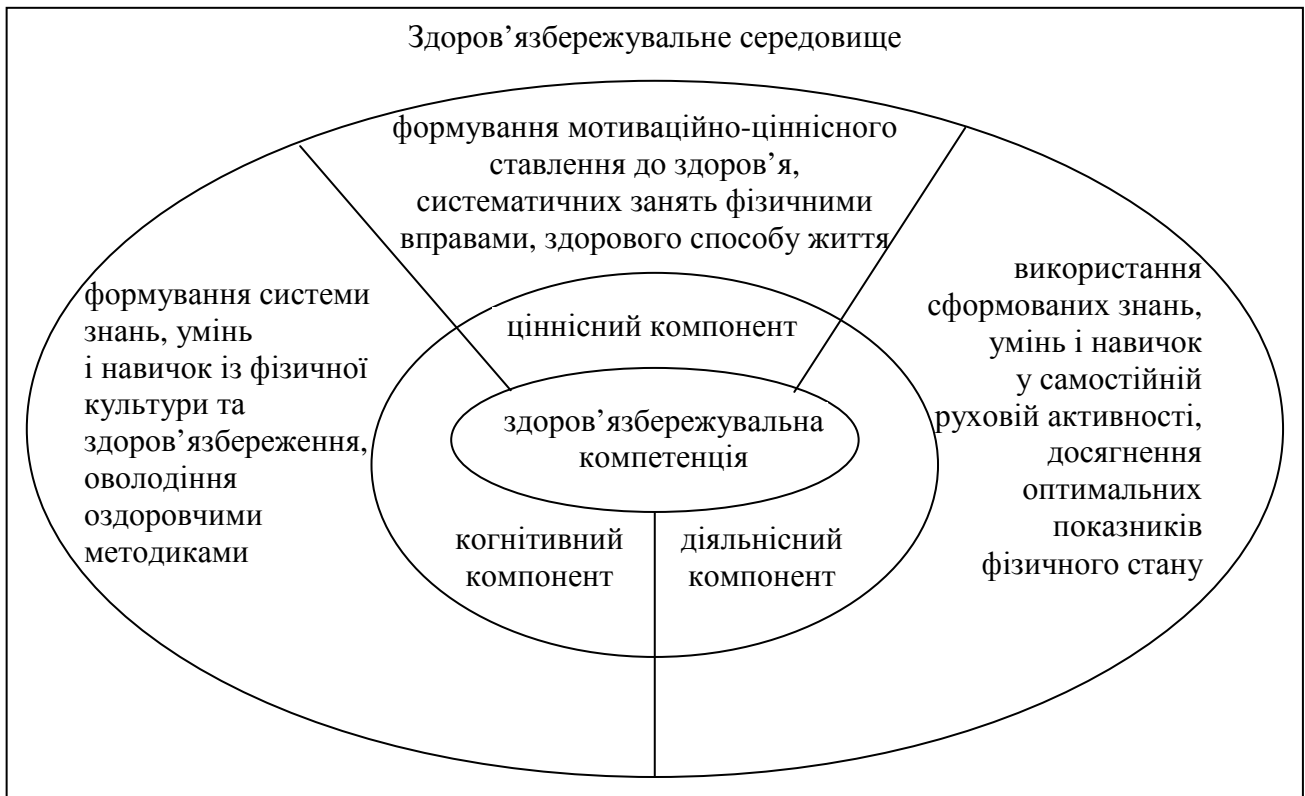 Здоров’язбережувальне середовище
формування мотиваційно-ціннісного
ставлення до здоров’я,
систематичних занять фізичними
вправами, здорового способу життя
формування системи
знань, умінь
і навичок із фізичної
культури та
здоров’язбереження,
оволодіння
оздоровчими
методиками
ціннісний компонент
здоров’язбережувальна
компетенція
когнітивний
компонент
діяльнісний
компонент
використання
сформованих знань,
умінь і навичок
у самостійній
руховій активності,
досягнення
оптимальних
показників
фізичного стану